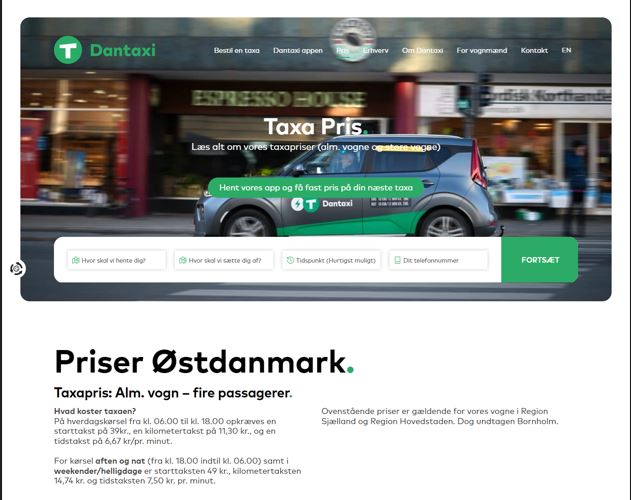 Dantaxi
Bestil en taxa
Dantaxi appen
Pris
Erhverv
Om Dantaxi
For vognmænd
Kontakt
EN
ESPRESSO HOUSE
Taxa Pris.
Læs alt om vores taxapriser (alm. vogne og store vogne)
Hent vores app og få fast pris på din næste taxa
Dantaxi
Hvor skal vi hente dig?
Hvor skal vi sætte dig af?
Tidspunkt (Hurtigst muligt)
Dit telefonnummer
FORTSÆT
Priser Østdanmark.
Taxapris: Alm. vogn – fire passagerer.
Hvad koster taxaen?
På hverdagskørsel fra kl. 06.00 til kl. 18.00 opkræves en
starttakst på 39kr., en kilometertakst på 11,30 kr., og en
tidstakst på 6,67 kr/pr. minut.
For kørsel aften og nat (fra kl. 18.00 indtil kl. 06.00) samt i
weekender/helligdage er starttaksten 49 kr., kilometertaksten
14,74 kr. og tidstaksten 7,50 kr. pr. minut.
Ovenstående priser er gældende for vores vogne i Region
Sjælland og Region Hovedstaden. Dog undtagen Bornholm.